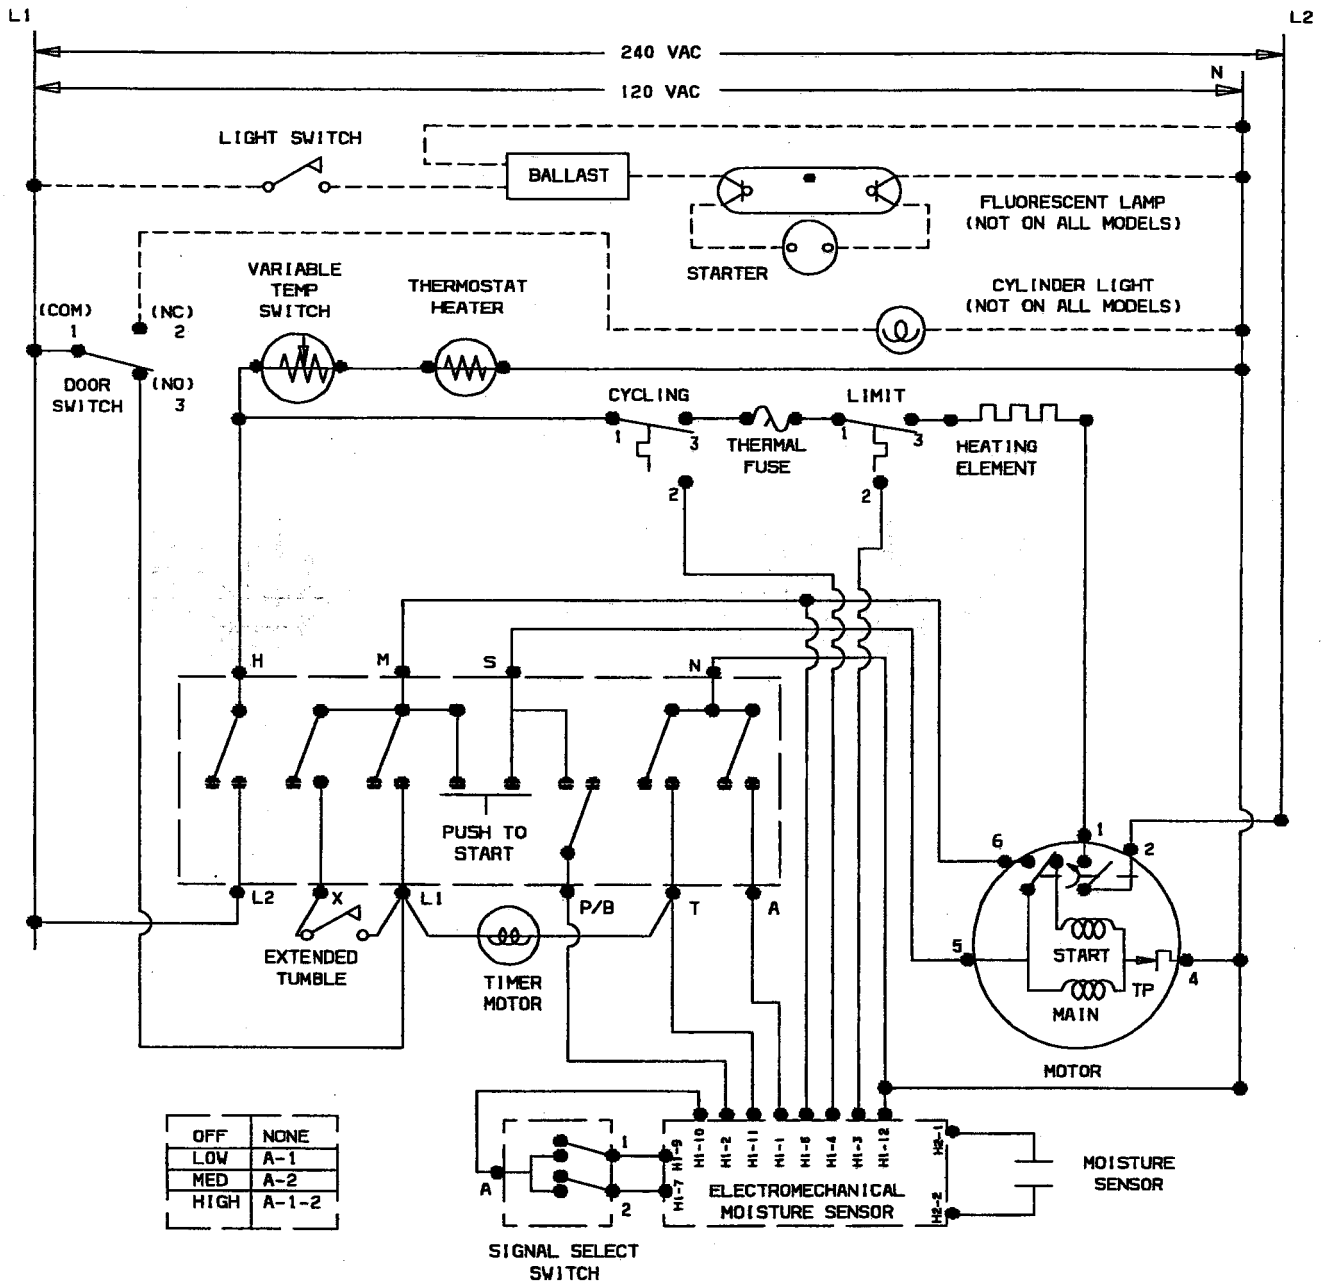 L1
L2
240 VAC
N
120 VAC
LIGHT SWITCH
BALLAST
FLUORESCENT LAMP
(NOT ON ALL MODELS)
STARTER
VARIABLE
TEMP
SWITCH
THERMOSTAT
HEATER
CYLINDER LIGHT
(NOT ON ALL MODELS)
(COM)
1
(NC)
2
DOOR
SWITCH
(NO)
3
CYCLING
1
3
2
THERMAL
FUSE
LIMIT
1
3
2
HEATING
ELEMENT
H
M
S
N
PUSH TO
START
L2
X
L1
P/B
T
A
EXTENDED
TUMBLE
TIMER
MOTOR
6
1
2
5
START
4
TP
MAIN
MOTOR
OFF NONE
LOW A-1
MED A-2
HIGH A-1-2
A
1
2
SIGNAL SELECT
SWITCH
H1-9
H1-7
H1-10
H1-2
H1-11
H1-1
H1-4
H1-3
H1-12
H2-1
H2-2
ELECTROMECHANICAL
MOISTURE SENSOR
MOISTURE
SENSOR